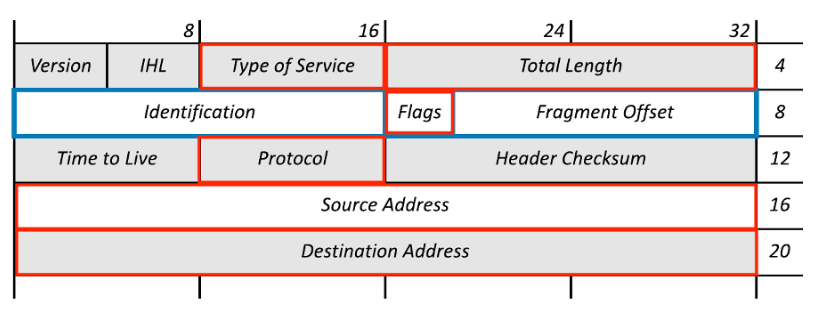 8 16 24 32
Version IHL Type of Service Total Length 4
Identification Flags Fragment Offset 8
Time to Live Protocol Header Checksum 12
Source Address 16
Destination Address 20